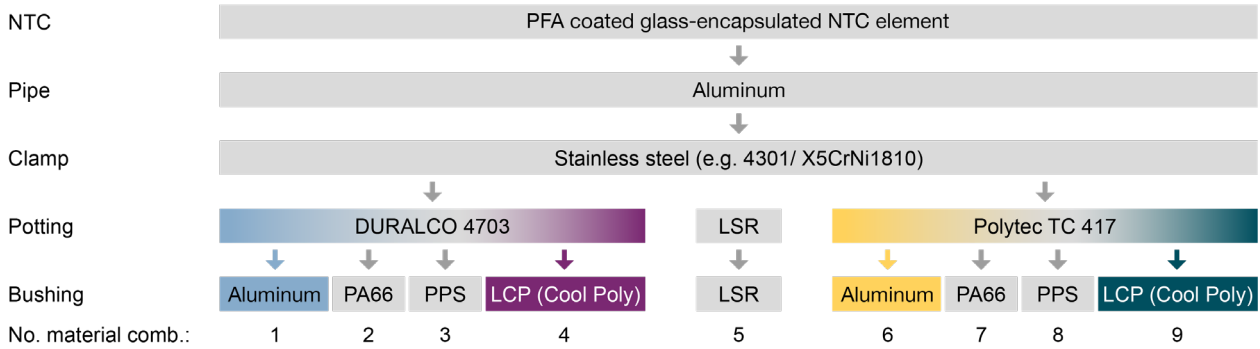 NTC PFA coated glass-encapsulated NTC element
Pipe Aluminum
Clamp Stainless steel (e.g. 4301/ X5CrNi1810)
Potting DURALCO 4703 LSR Polytec TC 417
Bushing Aluminum PA66 PPS LCP (Cool Poly) LSR Aluminum PA66 PPS LCP (Cool Poly)
No. material comb.: 1 2 3 4 5 6 7 8 9